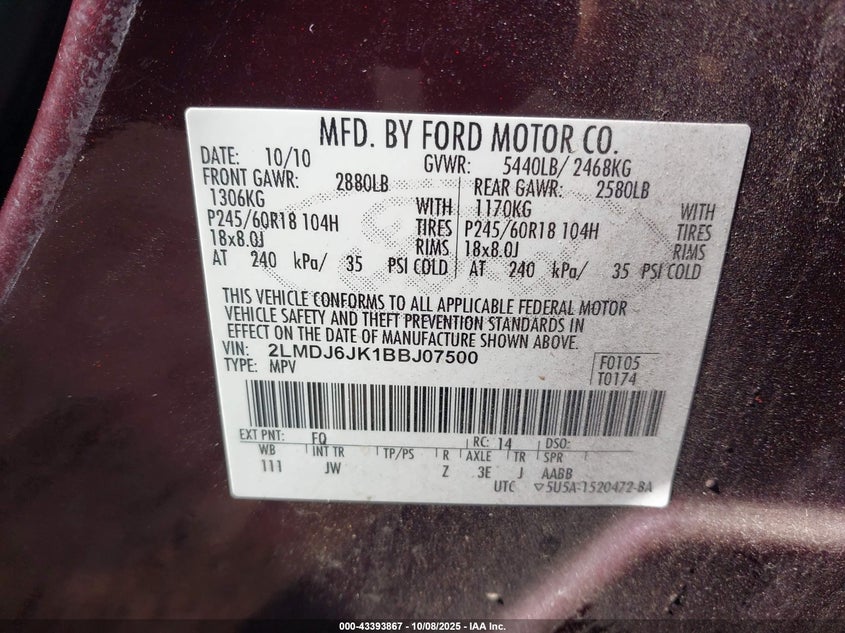 MFD. BY FORD MOTOR CO.
DATE: 10/10 GVWR: 5440LB/ 2468KG
FRONT GAWR: 2880LB REAR GAWR: 2580LB
1306KG WITH 1170KG WITH
P245/60R18 104H TIRES P245/60R18 104H TIRES
18x8.0J RIMS 18x8.0J RIMS
AT 240 kPa/ 35 PSI COLD AT 240 kPa/ 35 PSI COLD
THIS VEHICLE CONFORMS TO ALL APPLICABLE FEDERAL MOTOR
VEHICLE SAFETY AND THEFT PREVENTION STANDARDS IN
EFFECT ON THE DATE OF MANUFACTURE SHOWN ABOVE.
VIN: 2LMDJ6JK1BBJ07500
TYPE: MPV
F0105
T0174
EXT PNT: FQ RC: 14 DSO:
WB INT TR TP/PS R AXLE TR SPR
111 JW Z 3E J AABB
UTC ▽5U5A-1520472-BA
000-43393867 - 10/08/2025 - IAA Inc.